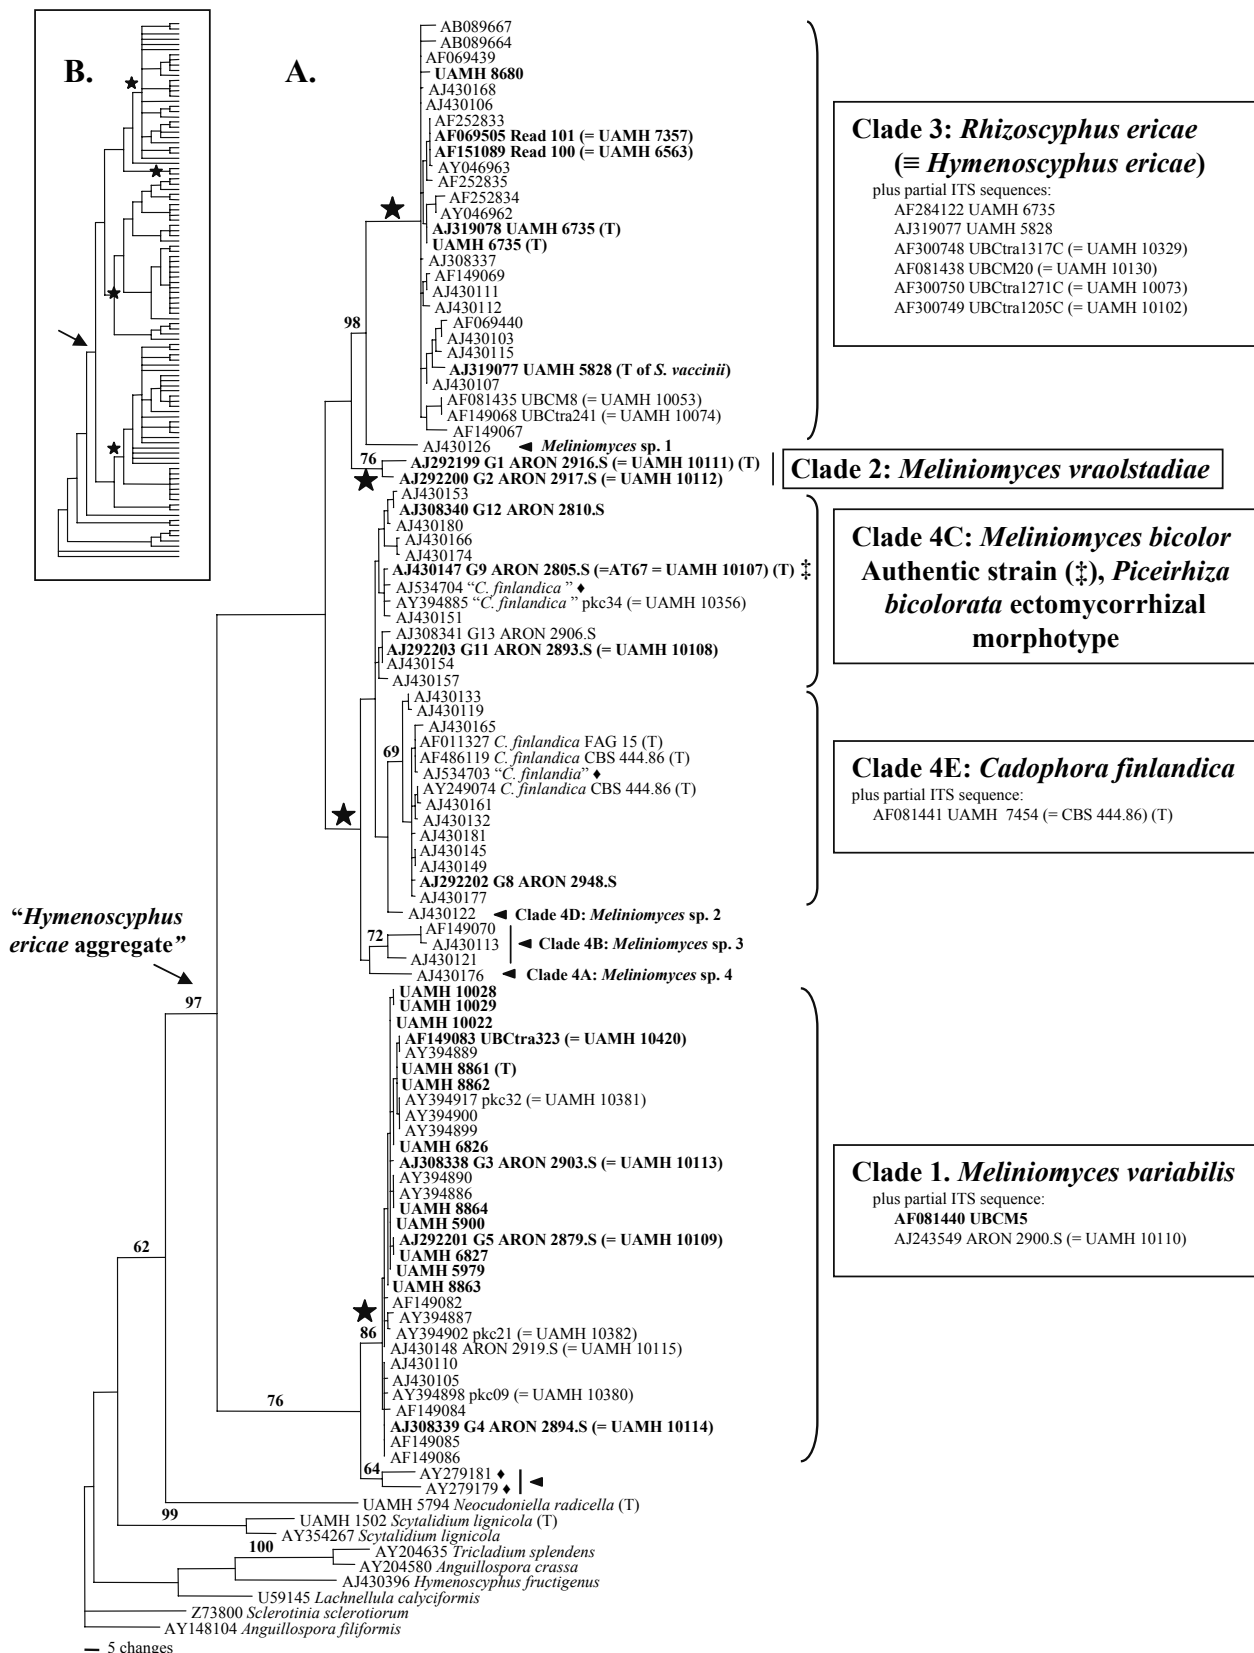 B.
A.
AB089667
AB089664
AF069439
UAMH 8680
AJ430168
AJ430106
AF252833
AF069505 Read 101 (= UAMH 7357)
AF151089 Read 100 (= UAMH 6563)
AY046963
AF252835
AF252834
AY046962
AJ319078 UAMH 6735 (T)
UAMH 6735 (T)
AJ308337
AF149069
AJ430111
AJ430112
AF069440
AJ430103
AJ430115
AJ319077 UAMH 5828 (T of S. vaccinii)
AJ430107
AF081435 UBCM8 (= UAMH 10053)
AF149068 UBCtra241 (= UAMH 10074)
AF149067
98
AJ430126 ◄ Meliniomyces sp. 1
76
AJ292199 G1 ARON 2916.S (= UAMH 10111) (T)
AJ292200 G2 ARON 2917.S (= UAMH 10112)
AJ430153
AJ308340 G12 ARON 2810.S
AJ430180
AJ430166
AJ430174
AJ430147 G9 ARON 2805.S (=AT67 = UAMH 10107) (T) ‡
AJ534704 “C. finlandica ” ♦
AY394885 “C. finlandica ” pkc34 (= UAMH 10356)
AJ430151
AJ308341 G13 ARON 2906.S
AJ292203 G11 ARON 2893.S (= UAMH 10108)
AJ430154
AJ430157
AJ430133
AJ430119
AJ430165
AF011327 C. finlandica FAG 15 (T)
69
AF486119 C. finlandica CBS 444.86 (T)
AJ534703 “C. finlandia” ♦
AY249074 C. finlandica CBS 444.86 (T)
AJ430161
AJ430132
AJ430181
AJ430145
AJ430149
AJ292202 G8 ARON 2948.S
AJ430177
AJ430122 ◄ Clade 4D: Meliniomyces sp. 2
72
AF149070
AJ430113 ◄ Clade 4B: Meliniomyces sp. 3
AJ430121
AJ430176 ◄ Clade 4A: Meliniomyces sp. 4
“Hymenoscyphus
ericae aggregate”
97
UAMH 10028
UAMH 10029
UAMH 10022
AF149083 UBCtra323 (= UAMH 10420)
AY394889
UAMH 8861 (T)
UAMH 8862
AY394917 pkc32 (= UAMH 10381)
AY394900
AY394899
UAMH 6826
AJ308338 G3 ARON 2903.S (= UAMH 10113)
AY394890
AY394886
UAMH 8864
UAMH 5900
AJ292201 G5 ARON 2879.S (= UAMH 10109)
UAMH 6827
UAMH 5979
UAMH 8863
AF149082
AY394887
86
AY394902 pkc21 (= UAMH 10382)
AJ430148 ARON 2919.S (= UAMH 10115)
AJ430110
AJ430105
AY394898 pkc09 (= UAMH 10380)
AF149084
AJ308339 G4 ARON 2894.S (= UAMH 10114)
AF149085
AF149086
62
76
64
AY279181 ♦
AY279179 ♦
◄
UAMH 5794 Neocudoniella radicella (T)
99
UAMH 1502 Scytalidium lignicola (T)
AY354267 Scytalidium lignicola
100
AY204635 Tricladium splendens
AY204580 Anguillospora crassa
AJ430396 Hymenoscyphus fructigenus
U59145 Lachnellula calyciformis
Z73800 Sclerotinia sclerotiorum
AY148104 Anguillospora filiformis
5 changes
Clade 3: Rhizoscyphus ericae
(≡ Hymenoscyphus ericae)
plus partial ITS sequences:
AF284122 UAMH 6735
AJ319077 UAMH 5828
AF300748 UBCtra1317C (= UAMH 10329)
AF081438 UBCM20 (= UAMH 10130)
AF300750 UBCtra1271C (= UAMH 10073)
AF300749 UBCtra1205C (= UAMH 10102)
Clade 2: Meliniomyces vraolstadiae
Clade 4C: Meliniomyces bicolor
Authentic strain (‡), Piceirhiza
bicolorata ectomycorrhizal
morphotype
Clade 4E: Cadophora finlandica
plus partial ITS sequence:
AF081441 UAMH 7454 (= CBS 444.86) (T)
Clade 1. Meliniomyces variabilis
plus partial ITS sequence:
AF081440 UBCM5
AJ243549 ARON 2900.S (= UAMH 10110)